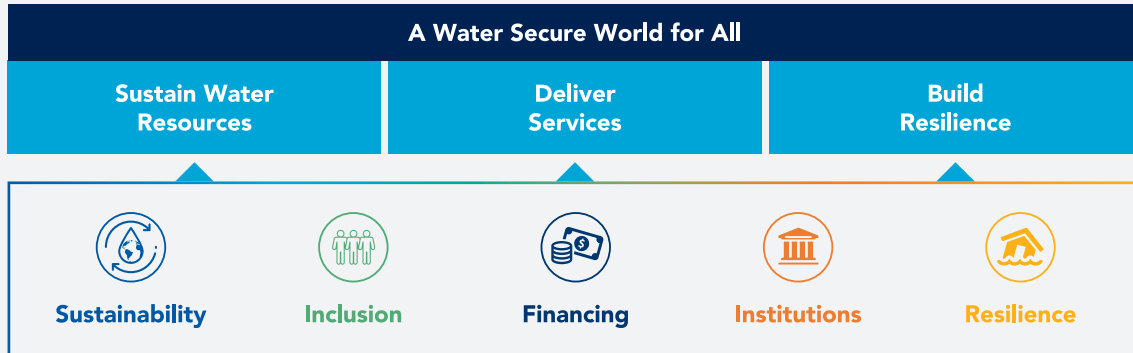 A Water Secure World for All
Sustain Water
Resources
Deliver
Services
Build
Resilience
$
Sustainability
Inclusion
Financing
Institutions
Resilience